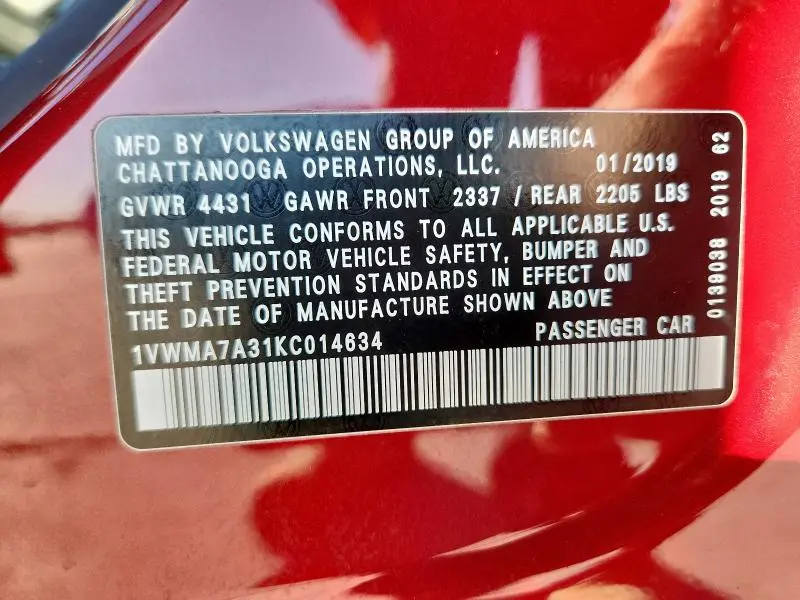 MFD BY VOLKSWAGEN GROUP OF AMERICA
CHATTANOOGA OPERATIONS, LLC. 01/2019
GVWR 4431 GAWR FRONT 2337 / REAR 2205 LBS
THIS VEHICLE CONFORMS TO ALL APPLICABLE U.S.
FEDERAL MOTOR VEHICLE SAFETY, BUMPER AND
THEFT PREVENTION STANDARDS IN EFFECT ON
THE DATE OF MANUFACTURE SHOWN ABOVE
1VWMA7A31KC014634 PASSENGER CAR
0139038 2019 62